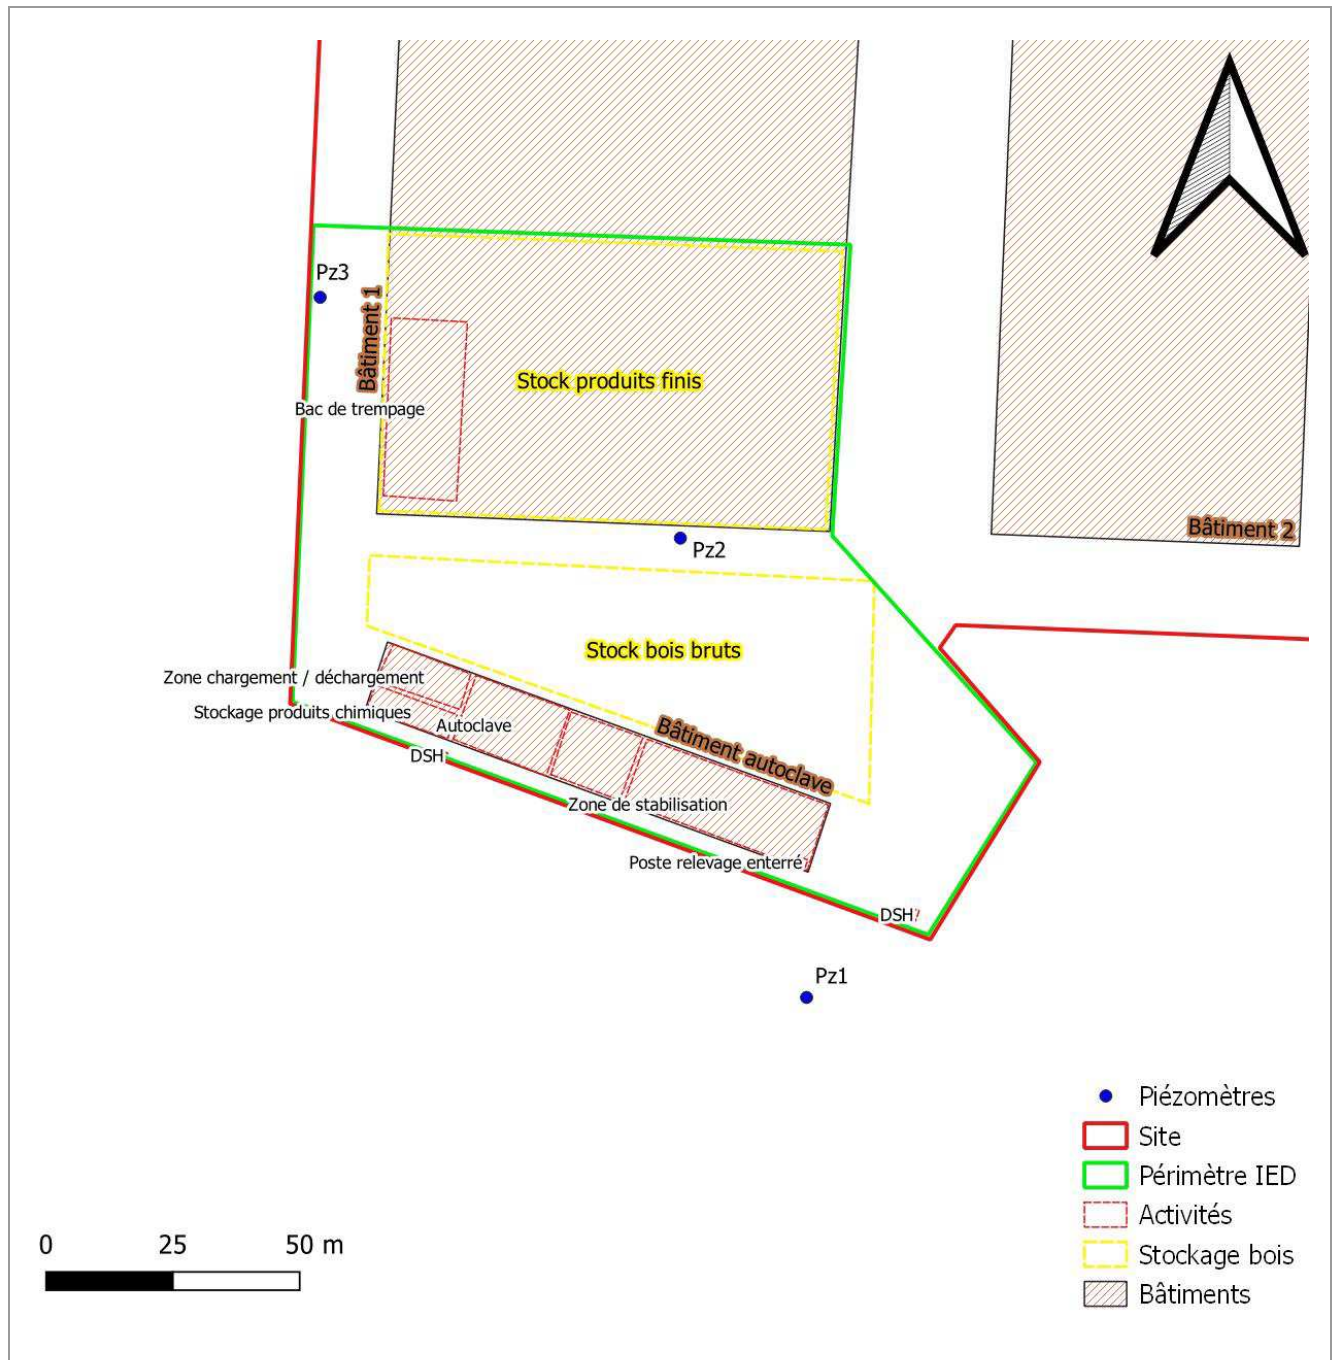 Pz3
Bâtiment 1
Stock produits finis
Bac de trempage
Bâtiment 2
Pz2
Stock bois bruts
Zone chargement / déchargement
Stockage produits chimiques
Autoclave
Bâtiment autoclave
DSH
Zone de stabilisation
Poste relevage enterré
DSH?
Pz1
Piézomètres
Site
Périmètre IED
Activités
Stockage bois
Bâtiments
0 25 50 m